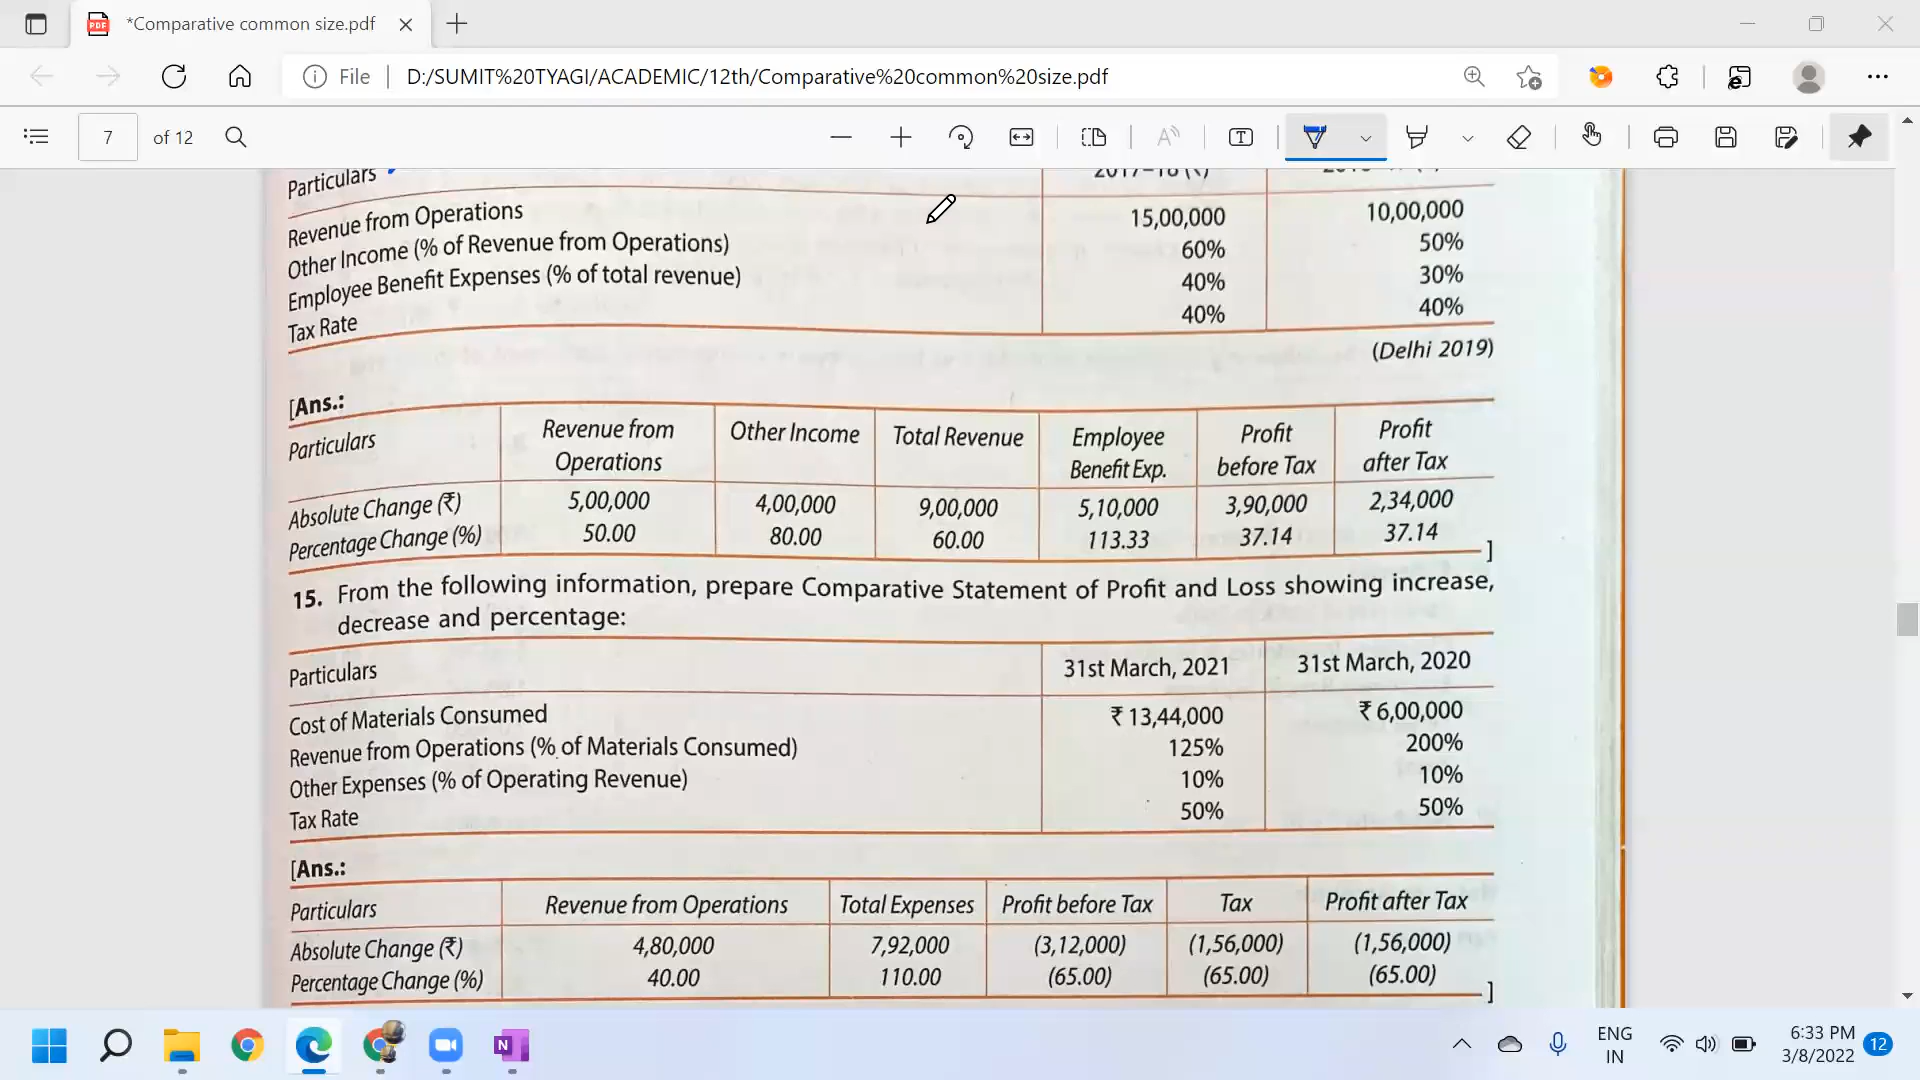 *Comparative common size.pdf
File
D:/SUMIT%20TYAGI/ACADEMIC/12th/Comparative%20common%20size.pdf
7 of 12
Particulars
Revenue from Operations 15,00,000 10,00,000
Other Income (% of Revenue from Operations) 60% 50%
Employee Benefit Expenses (% of total revenue) 40% 30%
Tax Rate 40% 40%
(Delhi 2019)
[Ans.:
Particulars Revenue from Operations Other Income Total Revenue Employee Benefit Exp. Profit before Tax Profit after Tax
Absolute Change (₹) 5,00,000 4,00,000 9,00,000 5,10,000 3,90,000 2,34,000
Percentage Change (%) 50.00 80.00 60.00 113.33 37.14 37.14 ]
15. From the following information, prepare Comparative Statement of Profit and Loss showing increase,
decrease and percentage:
Particulars 31st March, 2021 31st March, 2020
Cost of Materials Consumed ₹ 13,44,000 ₹ 6,00,000
Revenue from Operations (% of Materials Consumed) 125% 200%
Other Expenses (% of Operating Revenue) 10% 10%
Tax Rate 50% 50%
[Ans.:
Particulars Revenue from Operations Total Expenses Profit before Tax Tax Profit after Tax
Absolute Change (₹) 4,80,000 7,92,000 (3,12,000) (1,56,000) (1,56,000)
Percentage Change (%) 40.00 110.00 (65.00) (65.00) (65.00) ]
ENG
IN
6:33 PM
3/8/2022
12